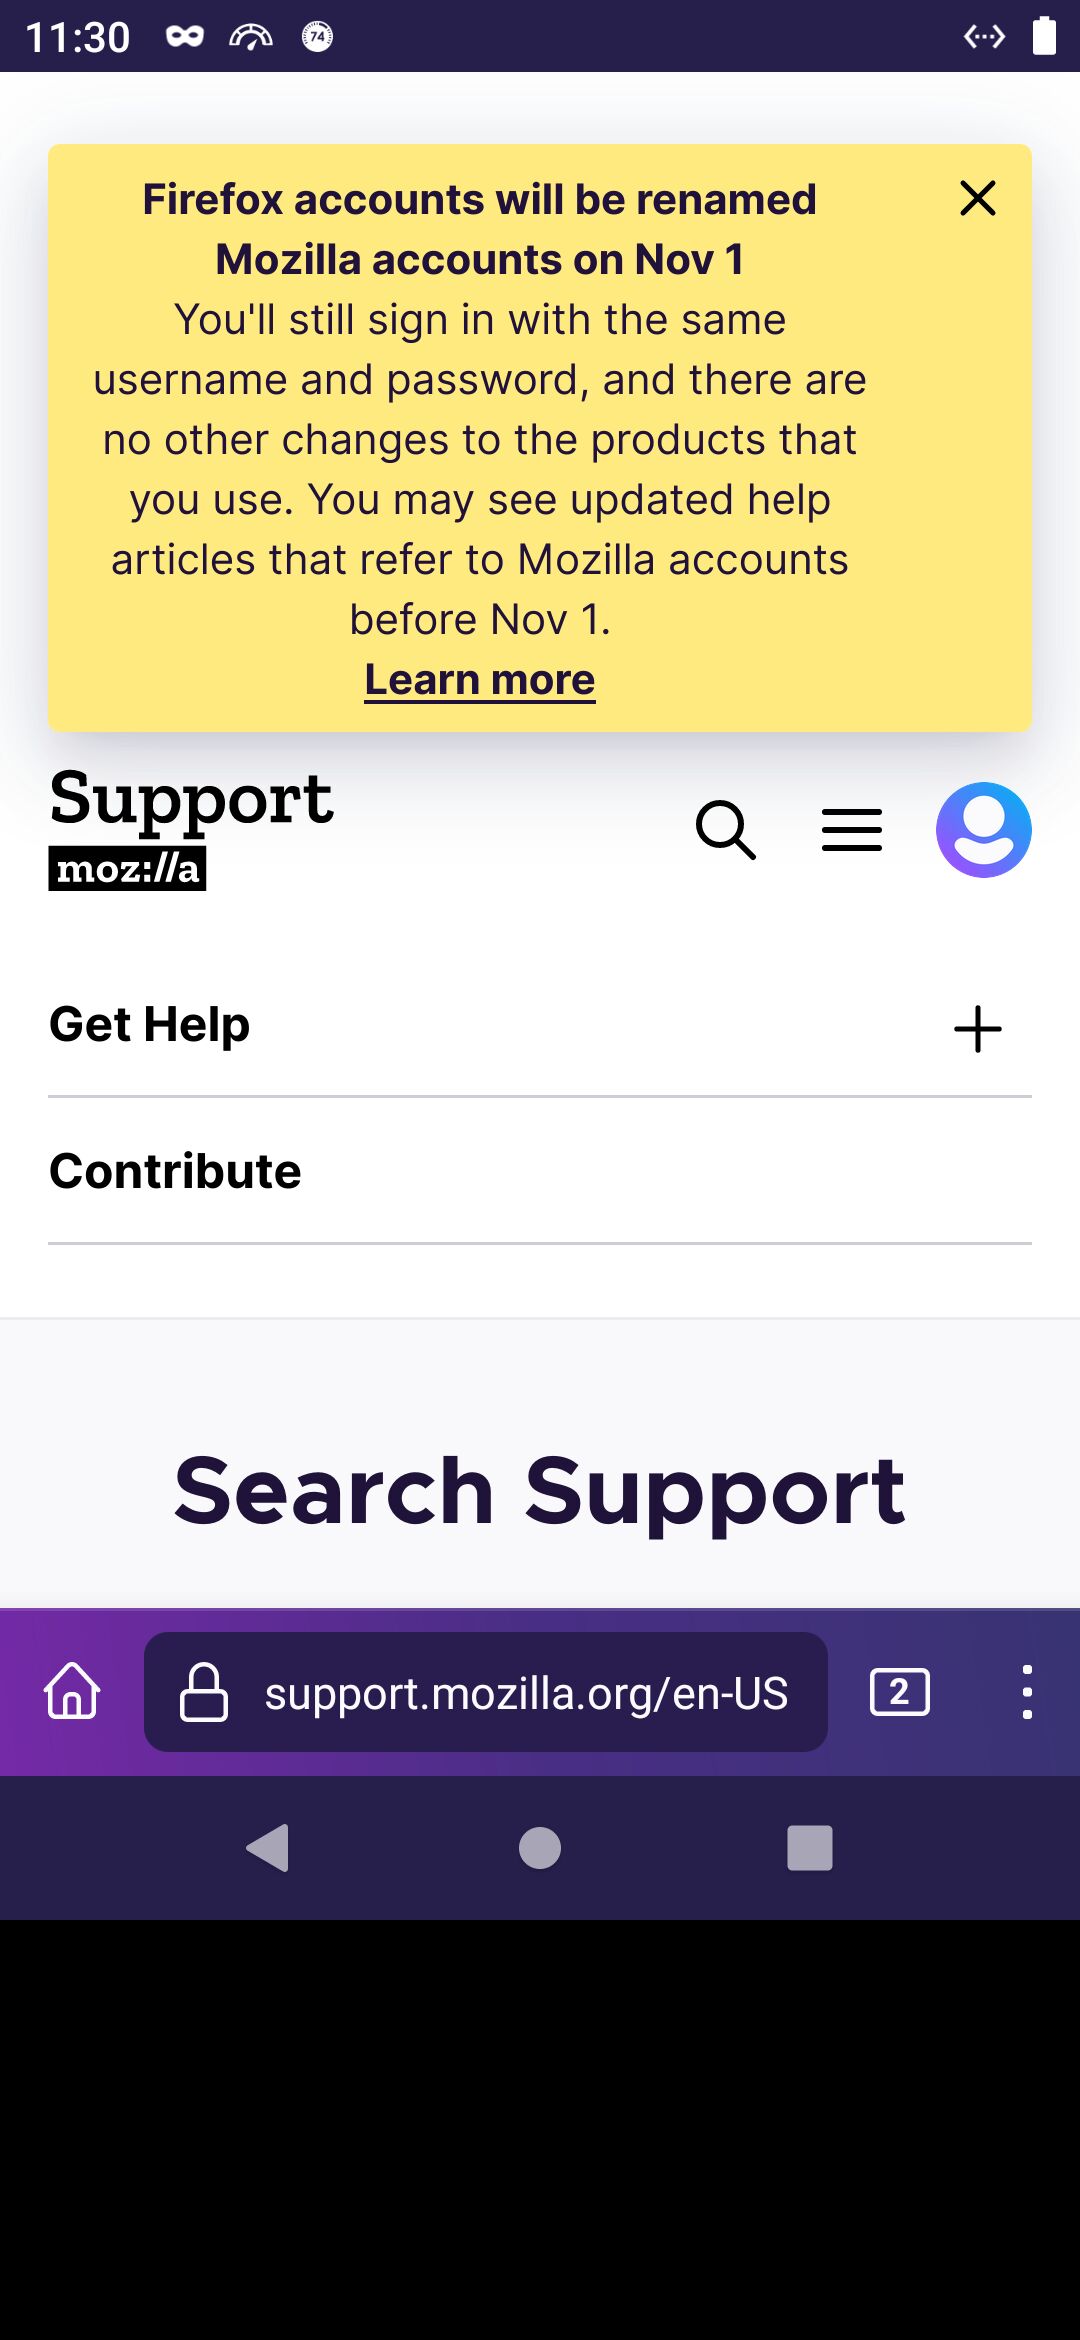 11:30
74
Firefox accounts will be renamed
Mozilla accounts on Nov 1
You'll still sign in with the same
username and password, and there are
no other changes to the products that
you use. You may see updated help
articles that refer to Mozilla accounts
before Nov 1.
Learn more
Support
moz://a
Get Help
Contribute
Search Support
support.mozilla.org/en-US
2